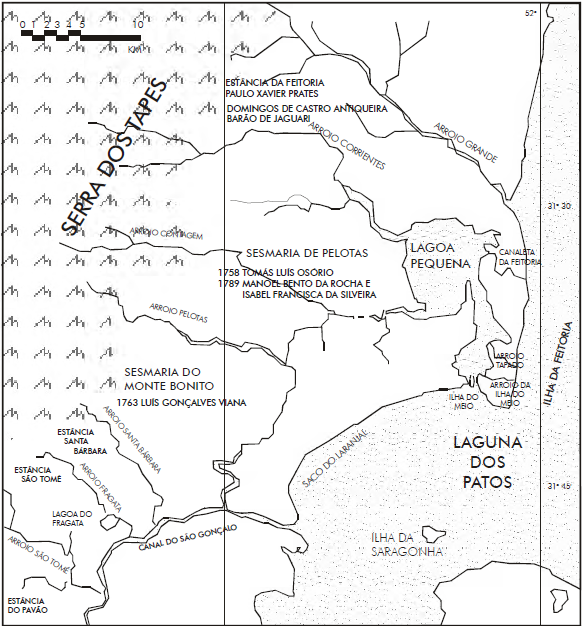 0 1 2 3 4 5 10
KM
52°
SERRA DOS TAPES
ESTÂNCIA DA FEITORIA
PAULO XAVIER PRATES
DOMINGOS DE CASTRO ANTIQUEIRA
BARÃO DE JAGUARI
ARROIO CORRIENTES
ARROIO GRANDE
31° 30'
ARROIO CONTAGEM
SESMARIA DE PELOTAS
1758 TOMÁS LUÍS OSÓRIO
1789 MANOEL BENTO DA ROCHA E
ISABEL FRANCISCA DA SILVEIRA
LAGOA
PEQUENA
CANALETA
DA FEITORIA
ARROIO PELOTAS
ILHA DA FEITORIA
ARROIO
TAPADO
ARROIO DA
ILHA DO
MEIO
ILHA DO
MEIO
SESMARIA DO
MONTE BONITO
1763 LUÍS GONÇALVES VIANA
ARROIO SANTA BÁRBARA
ESTÂNCIA
SANTA
BÁRBARA
SACO DO LARANJAL
LAGUNA
DOS
PATOS
ESTÂNCIA
SÃO TOMÉ
ARROIO FRAGATA
31° 45'
LAGOA DO
FRAGATA
CANAL DO SÃO GONÇALO
ILHA DA
SARAGONHA
ARROIO SÃO TOMÉ
ESTÂNCIA
DO PAVÃO